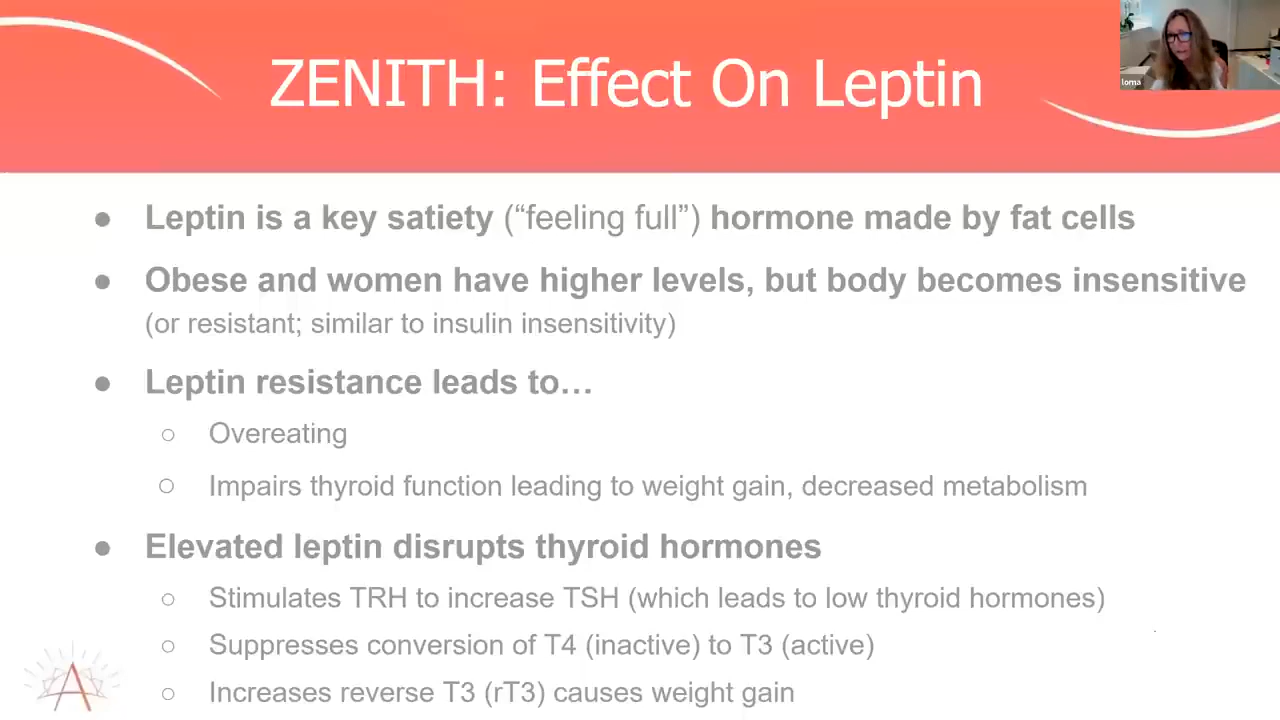 ZENITH: Effect On Leptin
loma
● Leptin is a key satiety (“feeling full”) hormone made by fat cells
● Obese and women have higher levels, but body becomes insensitive
(or resistant; similar to insulin insensitivity)
● Leptin resistance leads to…
○ Overeating
○ Impairs thyroid function leading to weight gain, decreased metabolism
● Elevated leptin disrupts thyroid hormones
○ Stimulates TRH to increase TSH (which leads to low thyroid hormones)
○ Suppresses conversion of T4 (inactive) to T3 (active)
○ Increases reverse T3 (rT3) causes weight gain
A